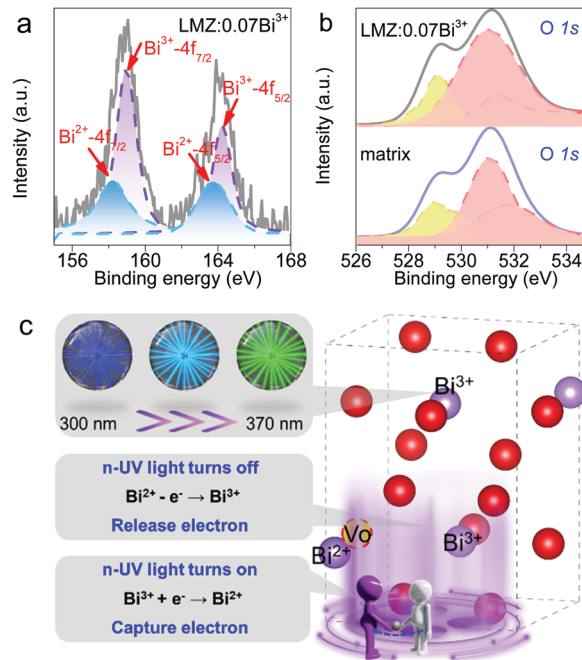 a
LMZ:0.07Bi³⁺
Bi³⁺-4f₇/₂
Bi³⁺-4f₅/₂
Bi²⁺-4f₇/₂
Bi²⁺-4f₅/₂
Intensity (a.u.)
156 160 164 168
Binding energy (eV)
b
LMZ:0.07Bi³⁺
O 1s
matrix
O 1s
Intensity (a.u.)
526 528 530 532 534
Binding energy (eV)
c
300 nm
370 nm
n-UV light turns off
Bi²⁺ - e⁻ → Bi³⁺
Release electron
n-UV light turns on
Bi³⁺ + e⁻ → Bi²⁺
Capture electron
Bi³⁺
Vo
Bi²⁺
Bi³⁺